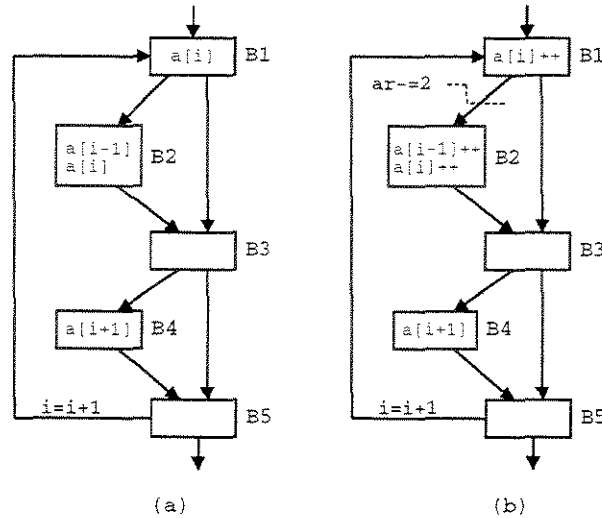 a[i] B1
a[i-1]
a[i] B2
B3
a[i+1] B4
i=i+1 B5
(a)
a[i]++ B1
ar-=2
a[i-1]++
a[i]++ B2
B3
a[i+1] B4
i=i+1 B5
(b)